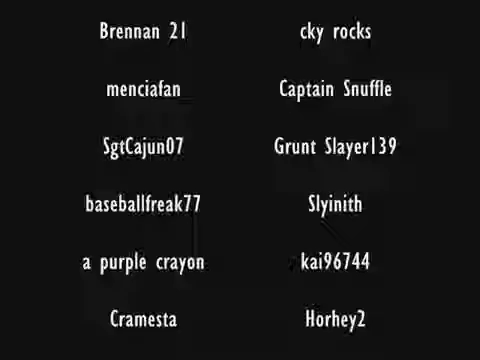 Brennan 21
cky rocks
menciafan
Captain Snuffle
SgtCajun07
Grunt Slayer139
baseballfreak77
Slyinith
a purple crayon
kai96744
Cramesta
Horhey2